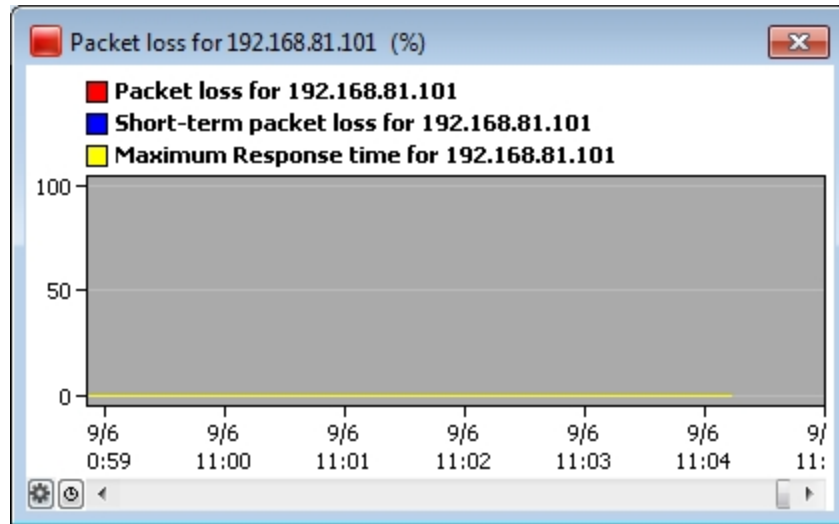 Packet loss for 192.168.81.101 (%)
Packet loss for 192.168.81.101
Short-term packet loss for 192.168.81.101
Maximum Response time for 192.168.81.101
100
50
0
9/6 9/6 9/6 9/6 9/6 9/6 9/
0:59 11:00 11:01 11:02 11:03 11:04 11: